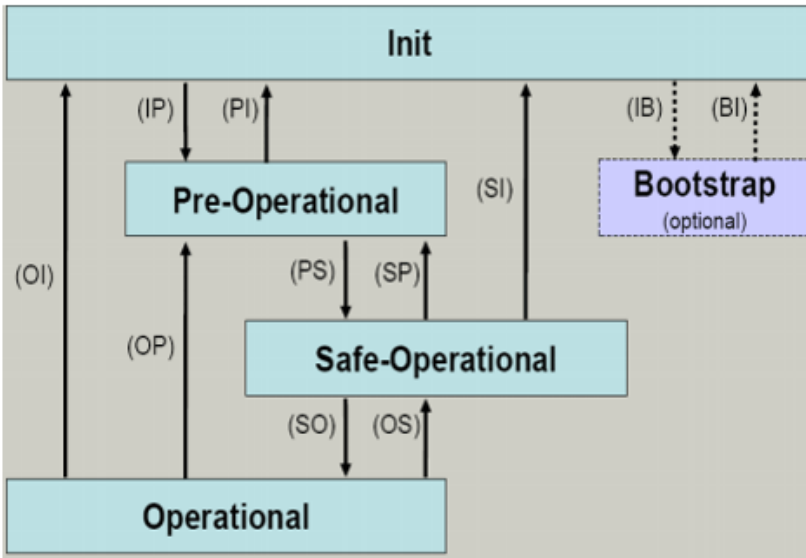 Init
(IP)
(PI)
(IB)
(BI)
Pre-Operational
(SI)
Bootstrap
(optional)
(OI)
(PS)
(SP)
(OP)
Safe-Operational
(SO)
(OS)
Operational